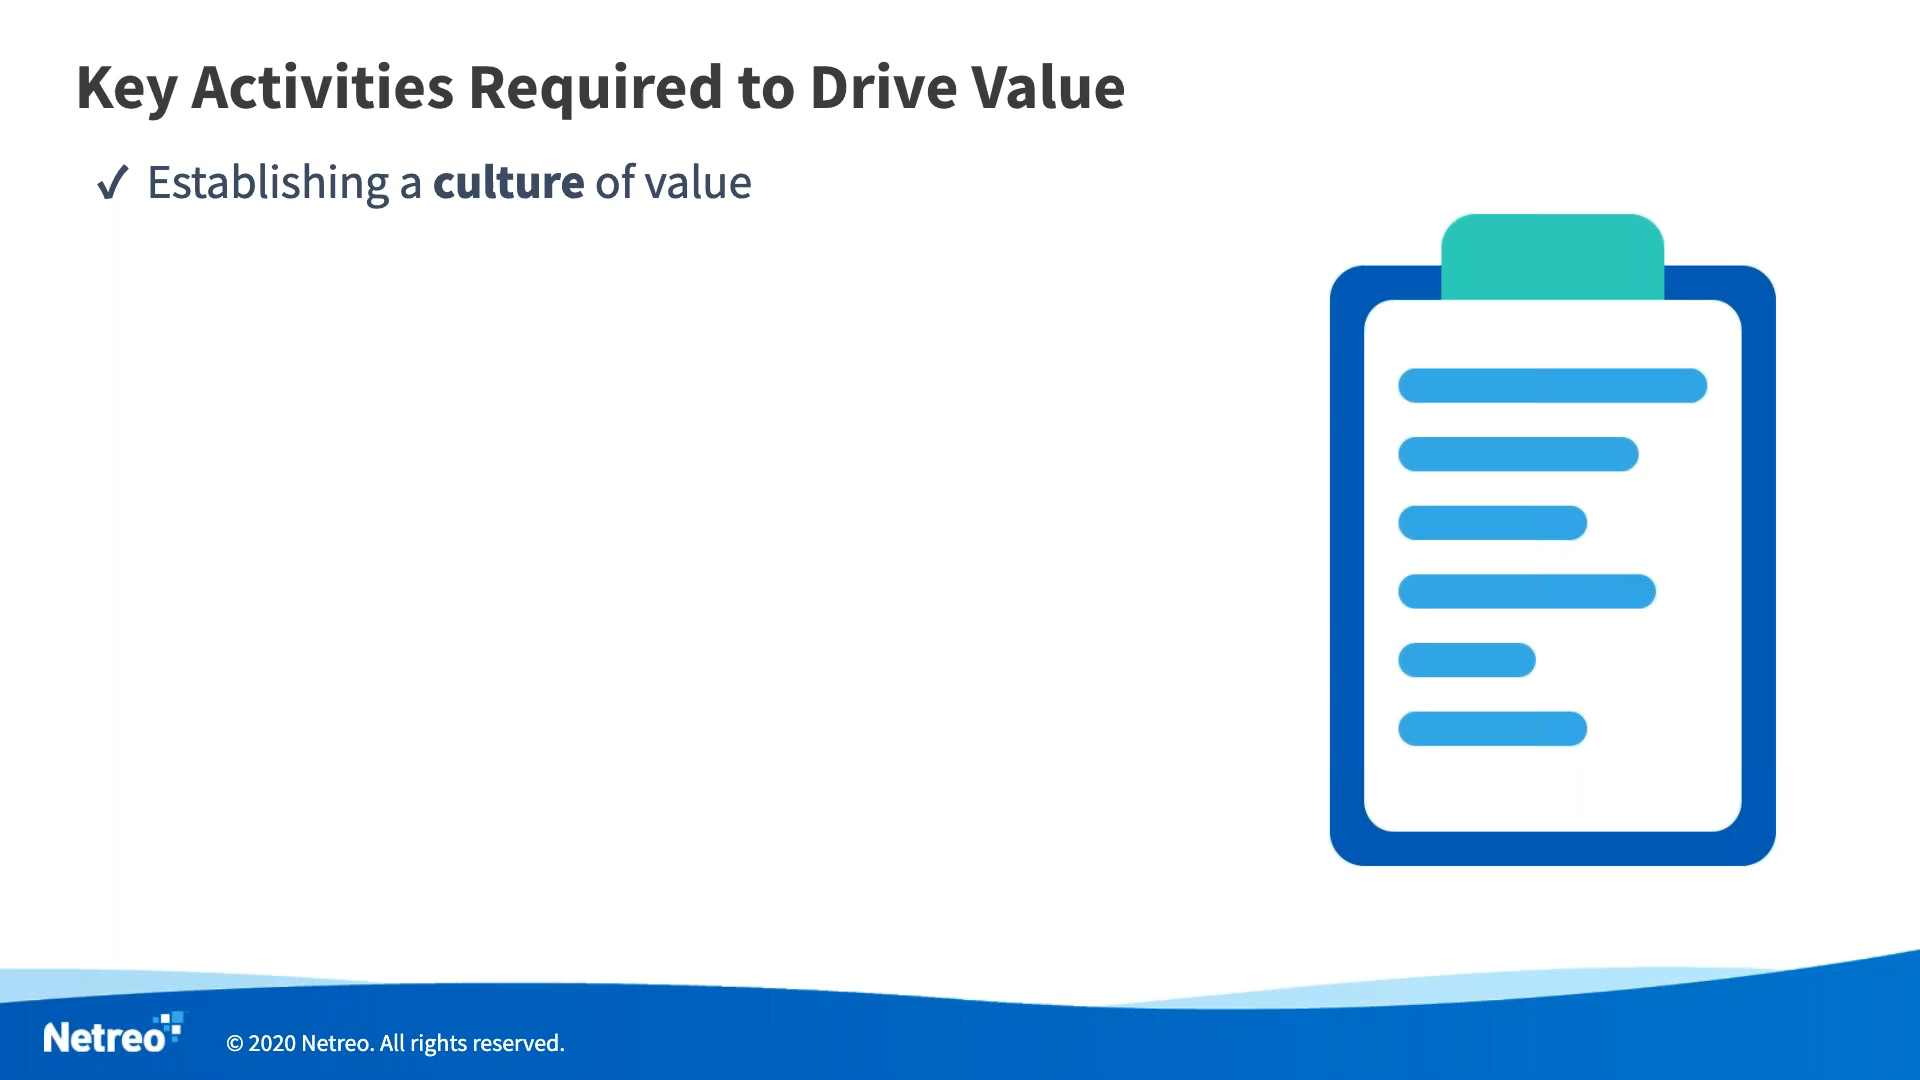 Key Activities Required to Drive Value
✓ Establishing a culture of value
Netreo
© 2020 Netreo. All rights reserved.